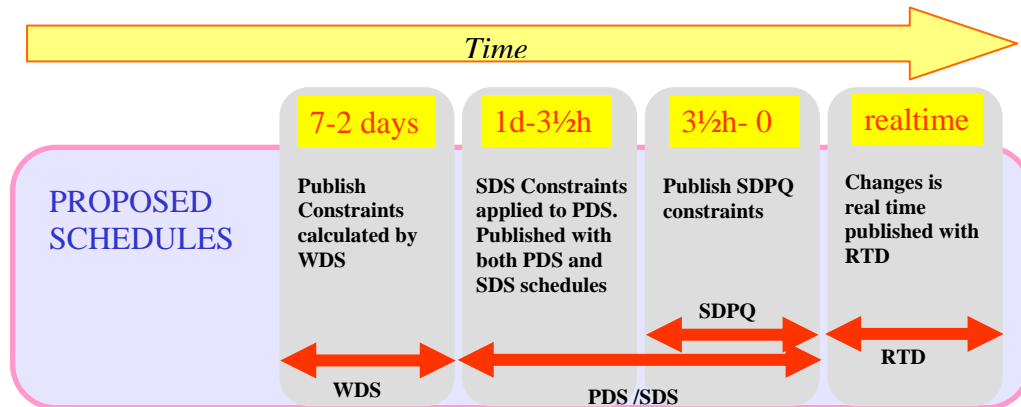 Time
7-2 days
1d-3½h
3½h- 0
realtime
PROPOSED
SCHEDULES
Publish
Constraints
calculated by
WDS
SDS Constraints
applied to PDS.
Published with
both PDS and
SDS schedules
Publish SDPQ
constraints
Changes is
real time
published with
RTD
SDPQ
WDS
PDS /SDS
RTD